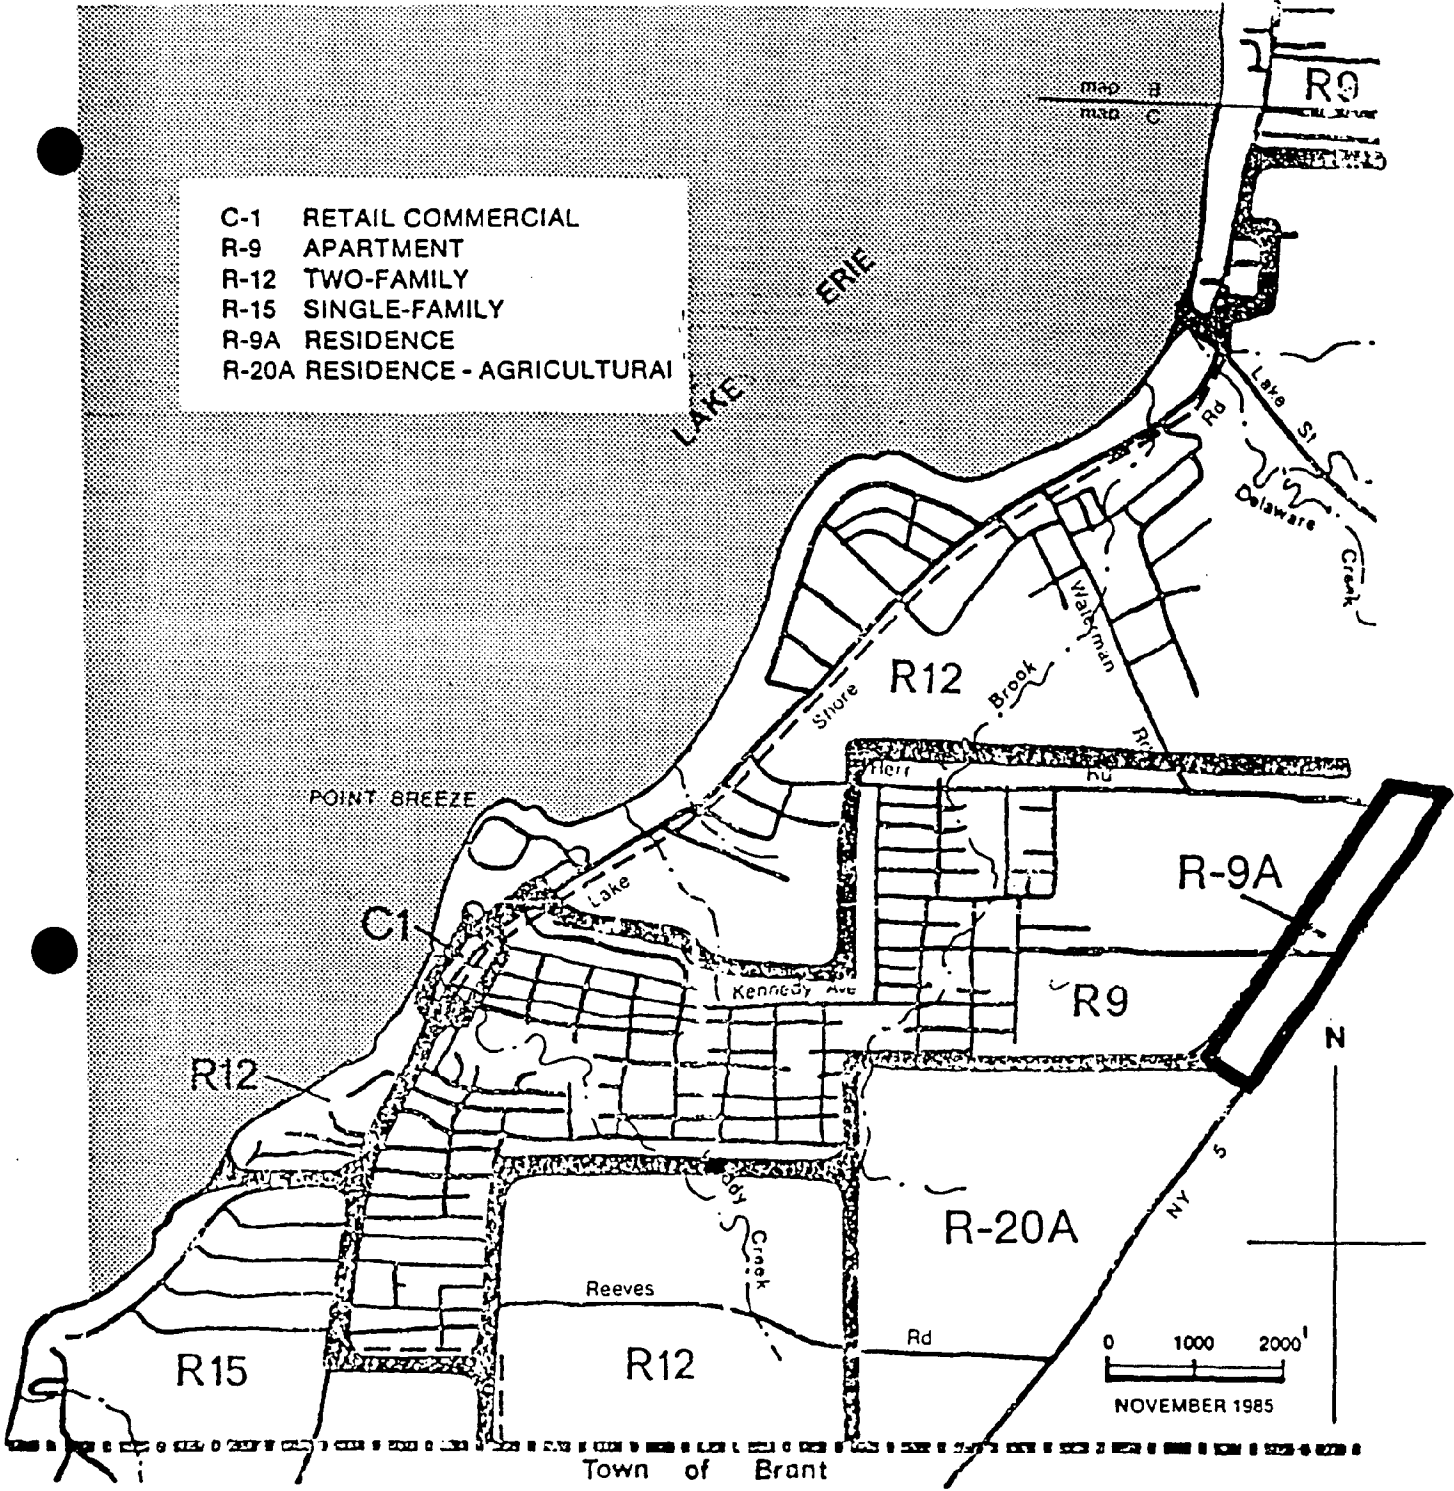 map B
map C
R9
C-1 RETAIL COMMERCIAL
R-9 APARTMENT
R-12 TWO-FAMILY
R-15 SINGLE-FAMILY
R-9A RESIDENCE
R-20A RESIDENCE - AGRICULTURAl
LAKE ERIE
Lake St
Rd
Delaware
Creek
Waterman
Rd
R12
Brook
Shore
Herr Rd
POINT BREEZE
R-9A
Lake
C1
Kennedy Ave
R9
N
R12
5
NY
R-20A
Creek
Reeves
Rd
0 1000 2000'
R15
R12
NOVEMBER 1985
Town of Brant